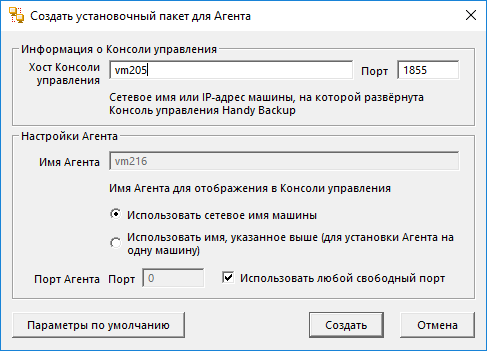 Создать установочный пакет для Агента
Информация о Консоли управления
Хост Консоли управления vm205 Порт 1855
Сетевое имя или IP-адрес машины, на которой развёрнута
Консоль управления Handy Backup
Настройки Агента
Имя Агента vm216
Имя Агента для отображения в Консоли управления
Использовать сетевое имя машины
Использовать имя, указанное выше (для установки Агента на
одну машину)
Порт Агента Порт 0 Использовать любой свободный порт
Параметры по умолчанию Создать Отмена